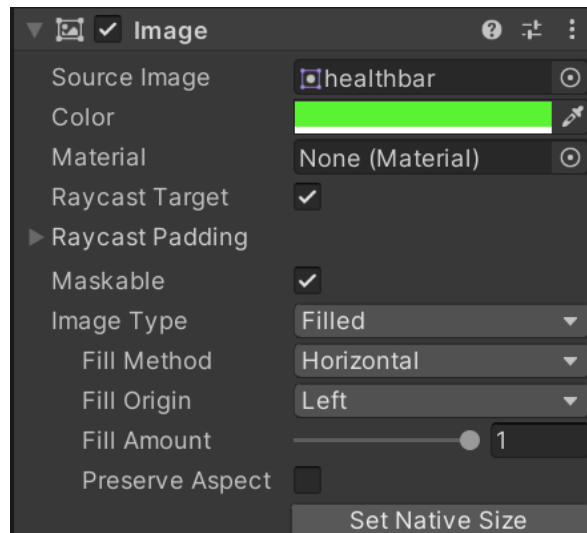 Image
Source Image healthbar
Color
Material None (Material)
Raycast Target
Raycast Padding
Maskable
Image Type Filled
Fill Method Horizontal
Fill Origin Left
Fill Amount 1
Preserve Aspect
Set Native Size